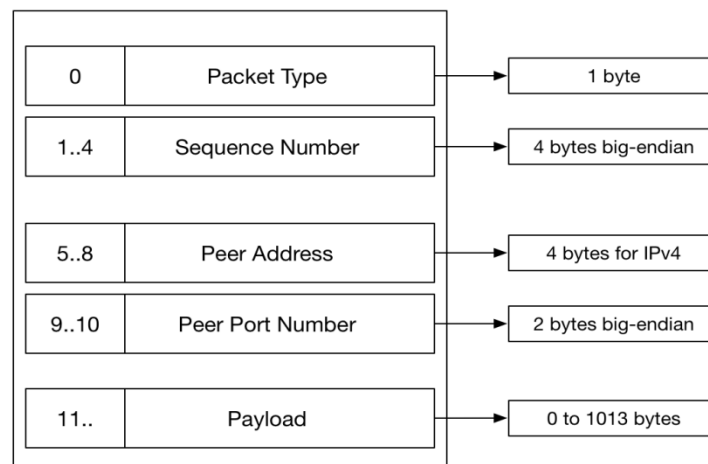 0 Packet Type 1 byte
1..4 Sequence Number 4 bytes big-endian
5..8 Peer Address 4 bytes for IPv4
9..10 Peer Port Number 2 bytes big-endian
11.. Payload 0 to 1013 bytes